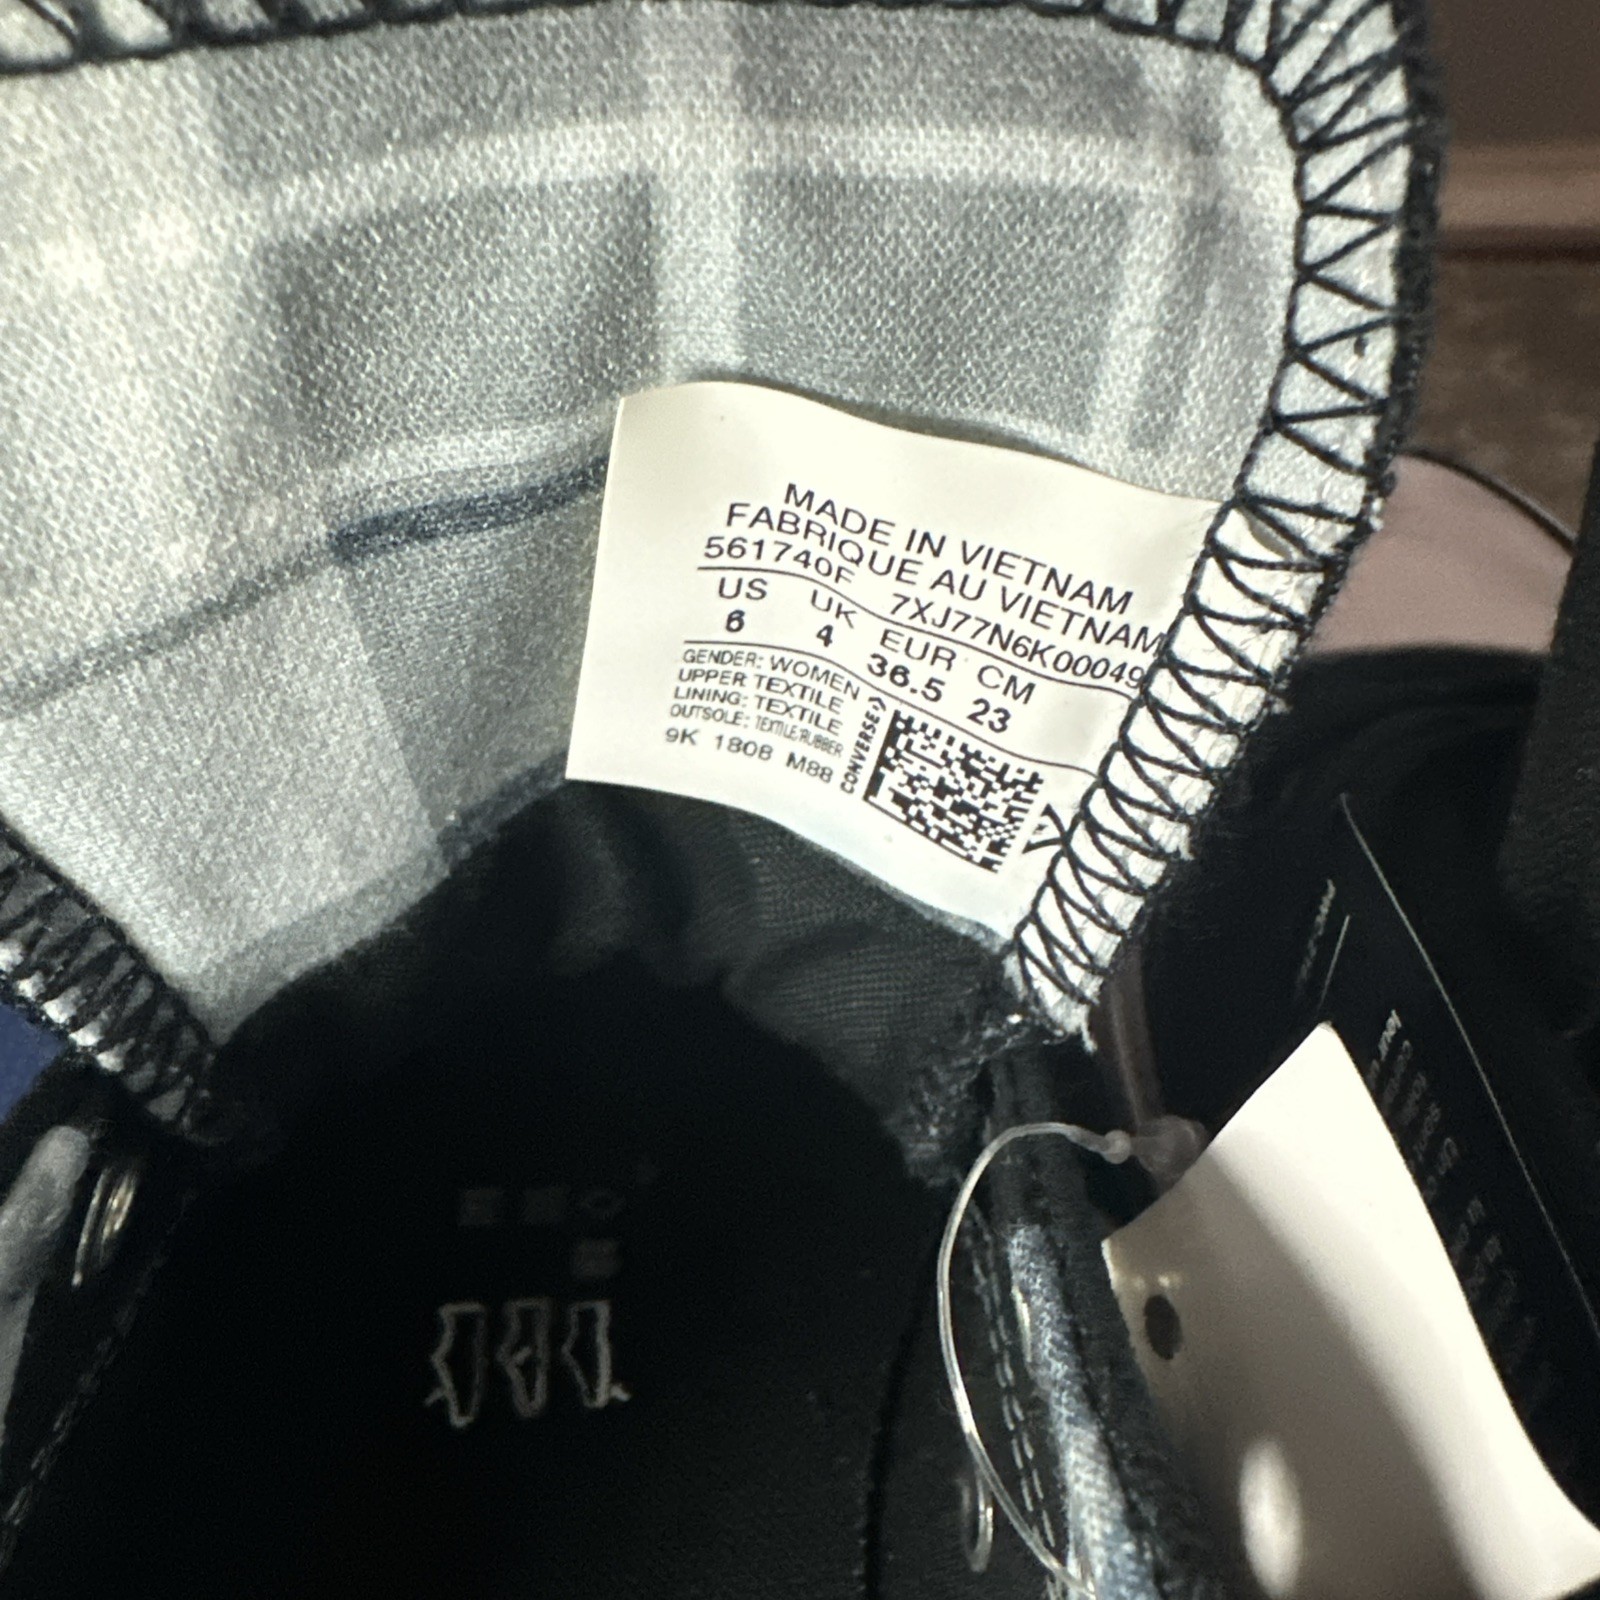 MADE IN VIETNAM
FABRIQUE AU VIETNAM
561740F 7XJ77N6K00049
US UK EUR CM
6 4 36.5 23
GENDER: WOMEN
UPPER TEXTILE
LINING: TEXTILE
OUTSOLE: TEXTILE/RUBBER
9K 1808 M88
CONVERSE